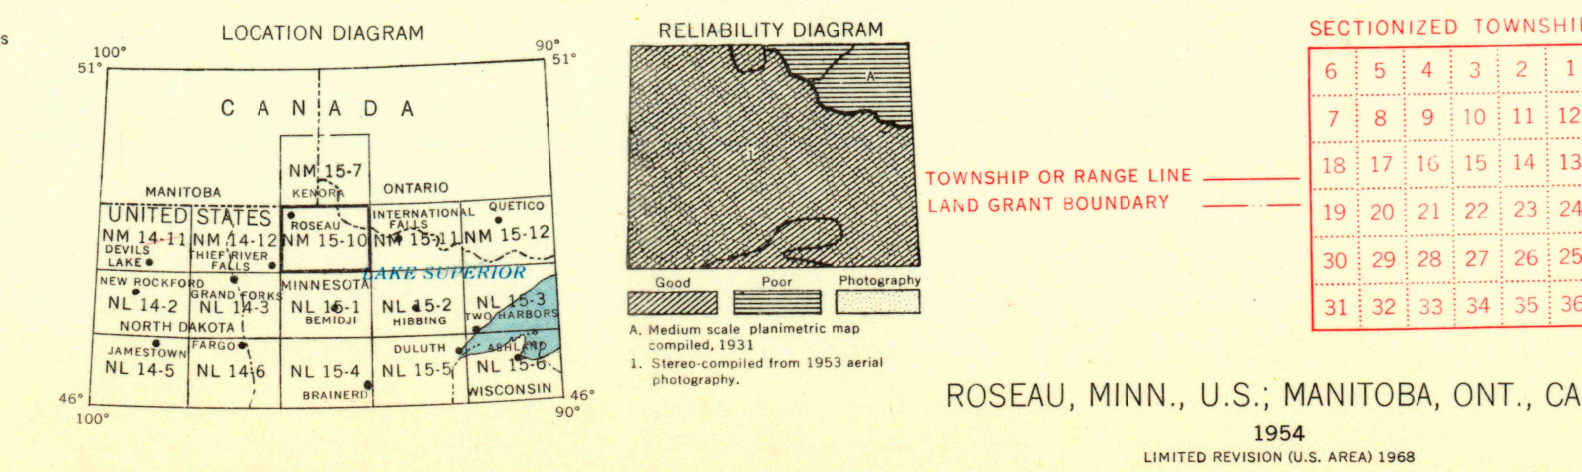 s
LOCATION DIAGRAM
100° 90°
51° 51°
CANADA
NM 15-7
KENORA
MANITOBA ONTARIO
UNITED STATES
ROSEAU
INTERNATIONAL FALLS
QUETICO
NM 14-11 NM 14-12 NM 15-10 NM 15-11 NM 15-12
DEVILS LAKE
THIEF RIVER FALLS
LAKE SUPERIOR
NEW ROCKFORD
GRAND FORKS
MINNESOTA
NL 14-2 NL 14-3 NL 15-1 NL 15-2 NL 15-3
BEMIDJI HIBBING TWO HARBORS
NORTH DAKOTA
JAMESTOWN FARGO DULUTH ASHLAND
NL 14-5 NL 14-6 NL 15-4 NL 15-5 NL 15-6
BRAINERD WISCONSIN
46° 46°
100° 90°
RELIABILITY DIAGRAM
A
1
Good Poor Photography
A. Medium scale planimetric map
compiled, 1931
1. Stereo-compiled from 1953 aerial
photography.
TOWNSHIP OR RANGE LINE
LAND GRANT BOUNDARY
SECTIONIZED TOWNSHI
6 5 4 3 2 1
7 8 9 10 11 12
18 17 16 15 14 13
19 20 21 22 23 24
30 29 28 27 26 25
31 32 33 34 35 36
ROSEAU, MINN., U.S.; MANITOBA, ONT., CA
1954
LIMITED REVISION (U.S. AREA) 1968